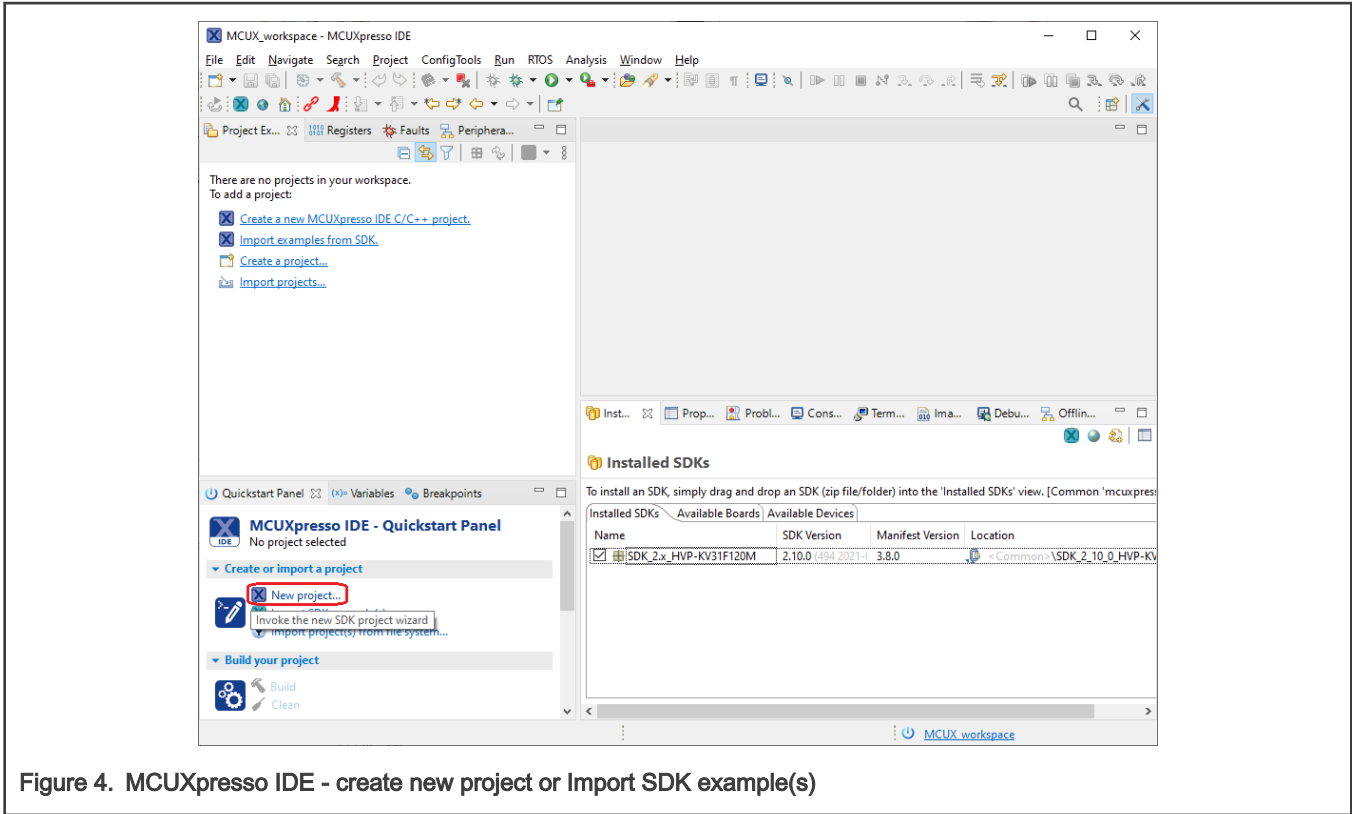 MCUX_workspace - MCUXpresso IDE
File Edit Navigate Search Project ConfigTools Run RTOS Analysis Window Help
Project Ex... Registers Faults Periphera...
There are no projects in your workspace.
To add a project:
Create a new MCUXpresso IDE C/C++ project.
Import examples from SDK.
Create a project...
Import projects...
Inst... Prop... Probl... Cons... Term... Ima... Debu... Offlin...
Installed SDKs
To install an SDK, simply drag and drop an SDK (zip file/folder) into the 'Installed SDKs' view. [Common 'mcuxpres
Installed SDKs Available Boards Available Devices
Name SDK Version Manifest Version Location
SDK_2.x_HVP-KV31F120M 2.10.0 (494 2021-( 3.8.0 <Common>\SDK_2_10_0_HVP-KV
Quickstart Panel (x)= Variables Breakpoints
IDE
MCUXpresso IDE - Quickstart Panel
No project selected
Create or import a project
New project...
Invoke the new SDK project wizard
Import project(s) from file system...
Build your project
Build
Clean
MCUX_workspace
Figure 4. MCUXpresso IDE - create new project or Import SDK example(s)